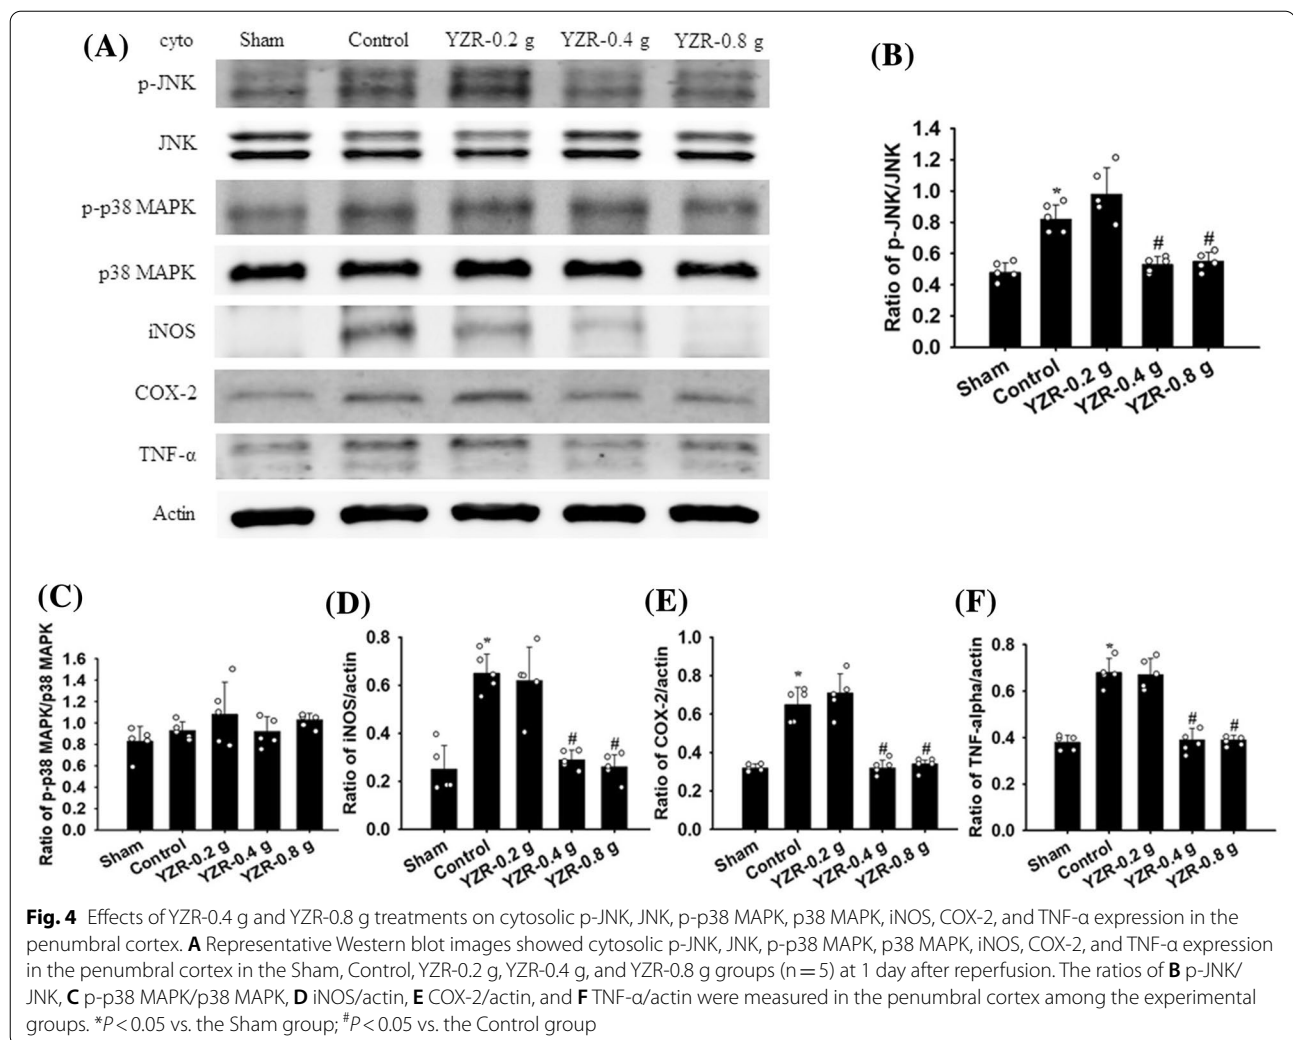 (A)
cyto Sham Control YZR-0.2 g YZR-0.4 g YZR-0.8 g
p-JNK
JNK
p-p38 MAPK
p38 MAPK
iNOS
COX-2
TNF-α
Actin
(B)
Ratio of p-JNK/JNK
1.4
1.2
1.0
0.8
0.6
0.4
0.2
0.0
*
#
#
Sham
Control
YZR-0.2 g
YZR-0.4 g
YZR-0.8 g
(C)
Ratio of p-p38 MAPK/p38 MAPK
1.6
1.4
1.2
1.0
0.8
0.6
0.4
0.2
0.0
Sham
Control
YZR-0.2 g
YZR-0.4 g
YZR-0.8 g
(D)
Ratio of iNOS/actin
0.8
0.6
0.4
0.2
0.0
*
#
#
Sham
Control
YZR-0.2 g
YZR-0.4 g
YZR-0.8 g
(E)
Ratio of COX-2/actin
1.0
0.8
0.6
0.4
0.2
0.0
*
#
#
Sham
Control
YZR-0.2 g
YZR-0.4 g
YZR-0.8 g
(F)
Ratio of TNF-alpha/actin
0.8
0.6
0.4
0.2
0.0
*
#
#
Sham
Control
YZR-0.2 g
YZR-0.4 g
YZR-0.8 g
Fig. 4 Effects of YZR-0.4 g and YZR-0.8 g treatments on cytosolic p-JNK, JNK, p-p38 MAPK, p38 MAPK, iNOS, COX-2, and TNF-α expression in the
penumbral cortex. A Representative Western blot images showed cytosolic p-JNK, JNK, p-p38 MAPK, p38 MAPK, iNOS, COX-2, and TNF-α expression
in the penumbral cortex in the Sham, Control, YZR-0.2 g, YZR-0.4 g, and YZR-0.8 g groups (n = 5) at 1 day after reperfusion. The ratios of B p-JNK/
JNK, C p-p38 MAPK/p38 MAPK, D iNOS/actin, E COX-2/actin, and F TNF-α/actin were measured in the penumbral cortex among the experimental
groups. *P < 0.05 vs. the Sham group; #P < 0.05 vs. the Control group